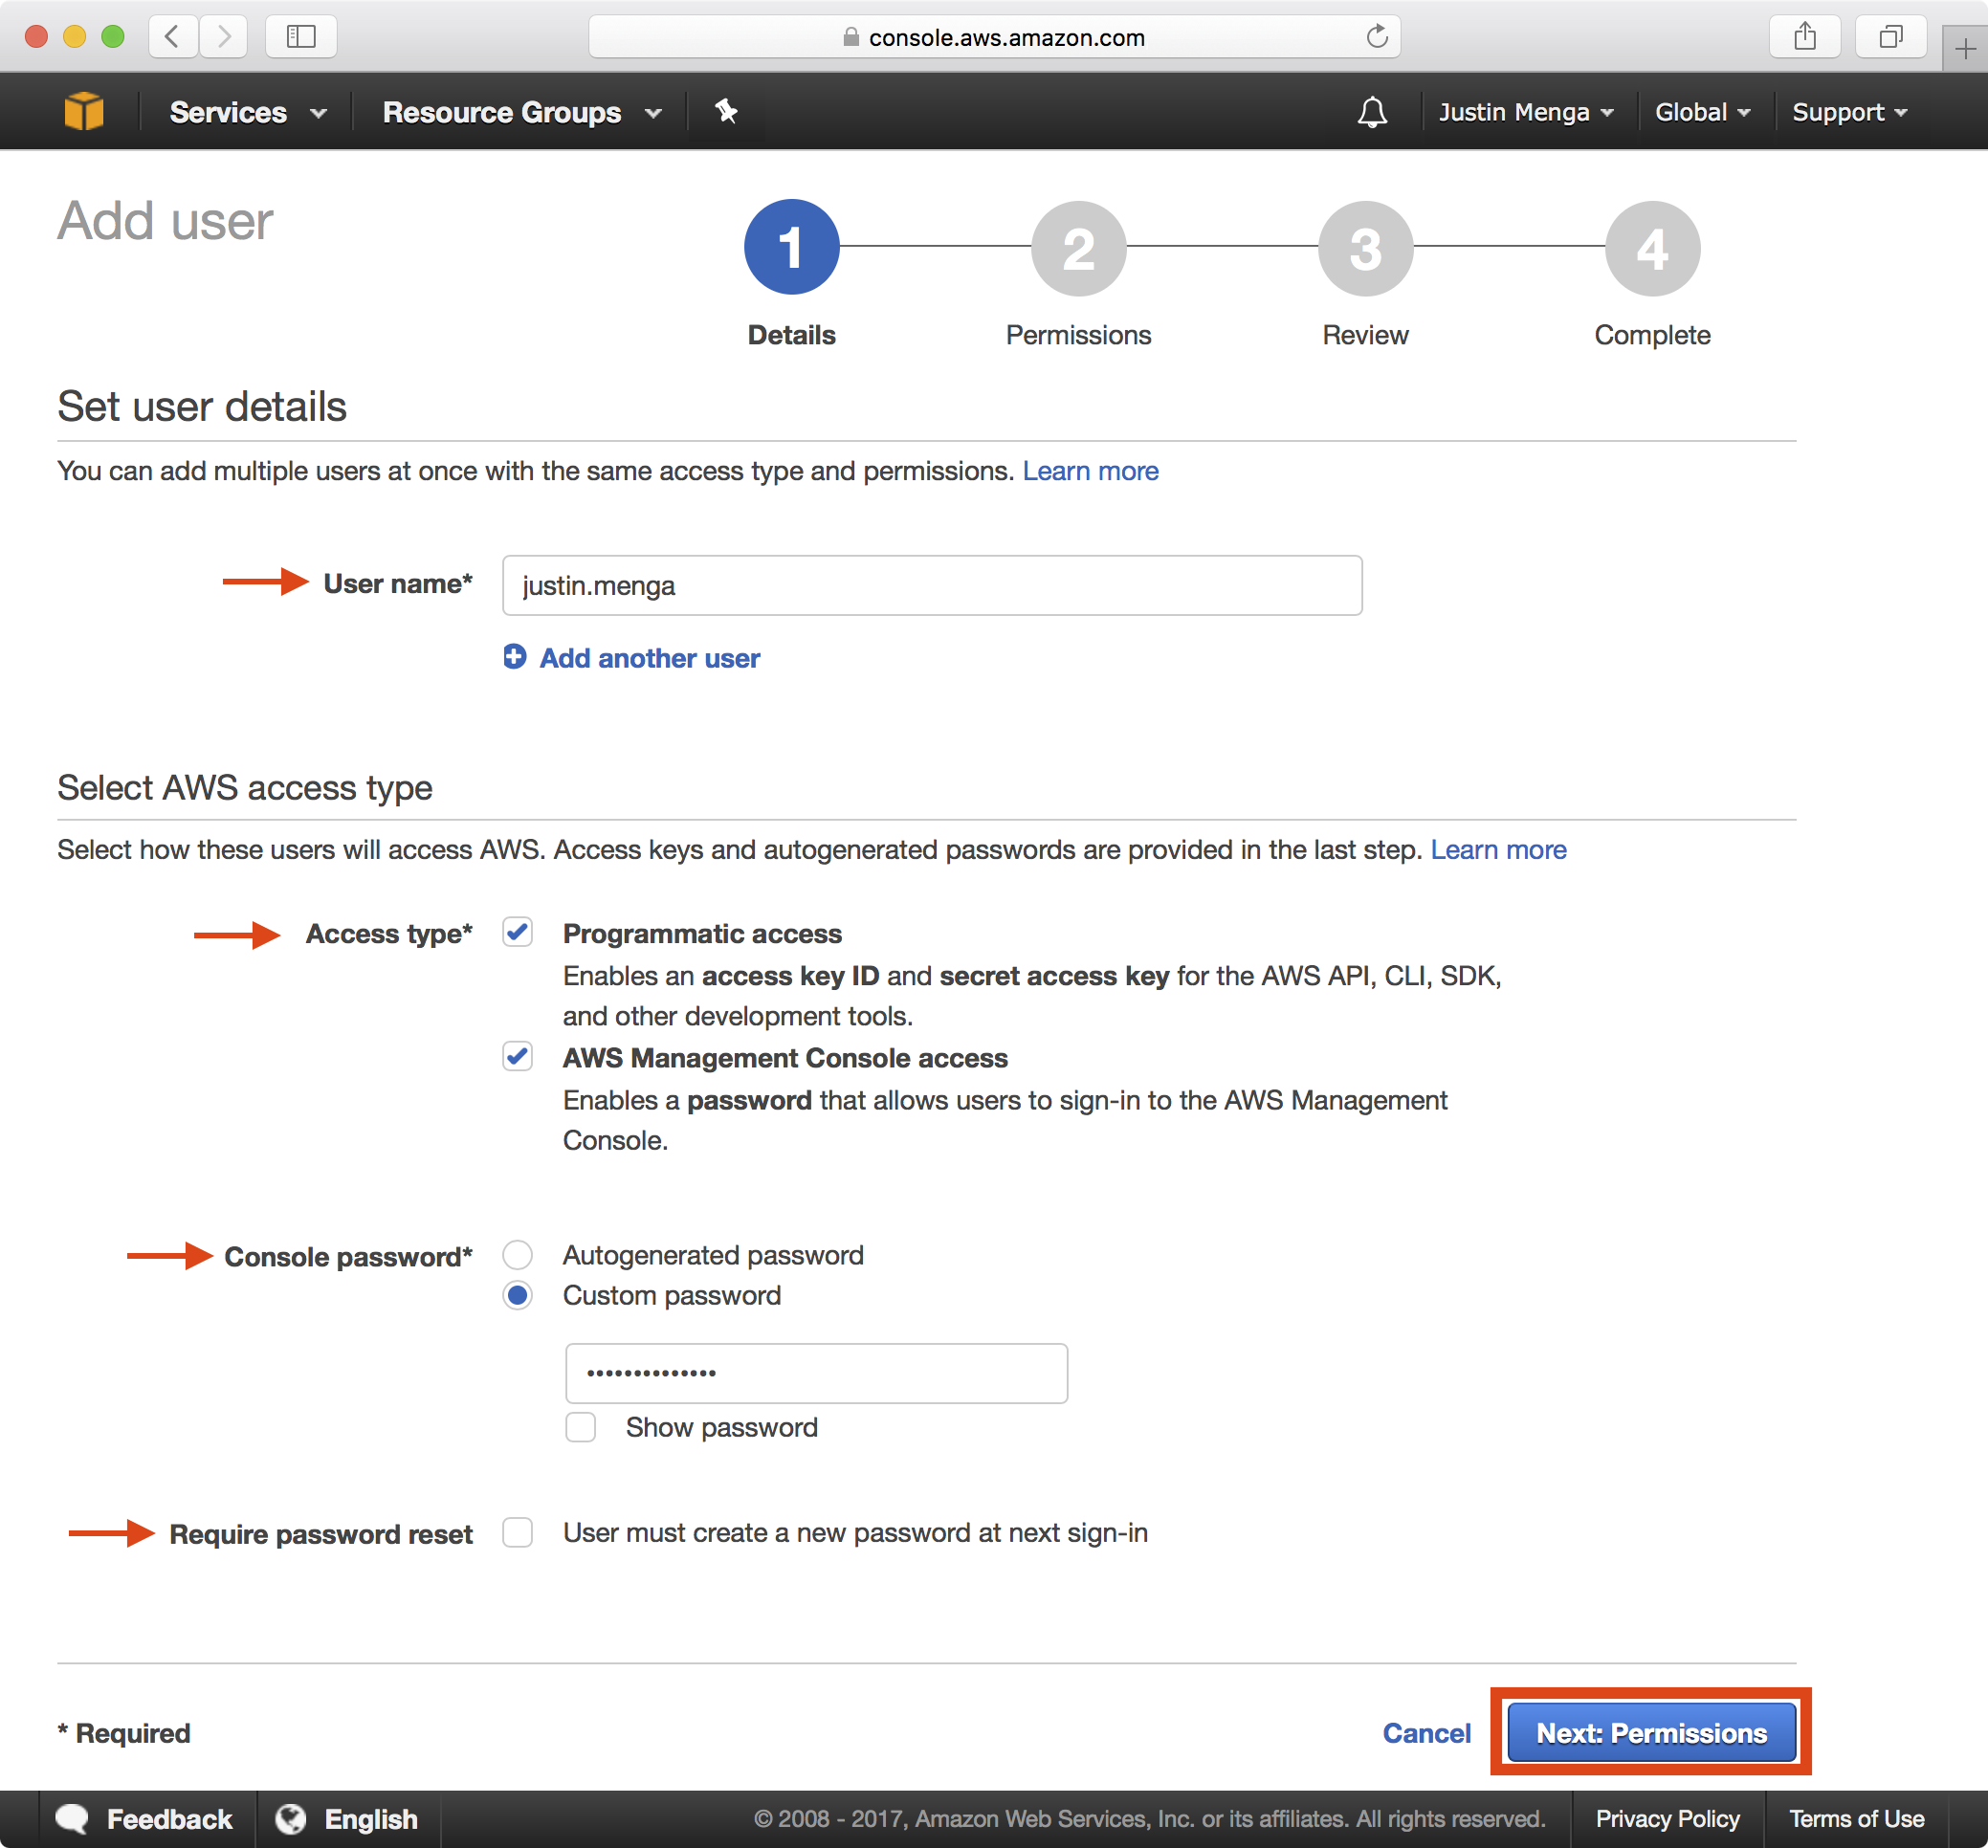 console.aws.amazon.com
Services Resource Groups Justin Menga Global Support
Add user
1 2 3 4
Details Permissions Review Complete
Set user details
You can add multiple users at once with the same access type and permissions. Learn more
User name* justin.menga
Add another user
Select AWS access type
Select how these users will access AWS. Access keys and autogenerated passwords are provided in the last step. Learn more
Access type* Programmatic access
Enables an access key ID and secret access key for the AWS API, CLI, SDK,
and other development tools.
AWS Management Console access
Enables a password that allows users to sign-in to the AWS Management
Console.
Console password* Autogenerated password
Custom password
••••••••••••••
Show password
Require password reset User must create a new password at next sign-in
* Required Cancel Next: Permissions
Feedback English © 2008 - 2017, Amazon Web Services, Inc. or its affiliates. All rights reserved. Privacy Policy Terms of Use